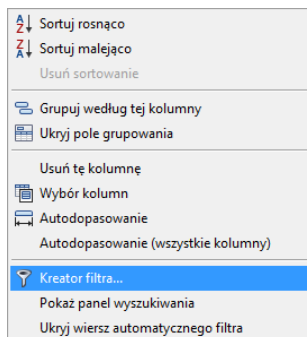 Sortuj rosnąco
Sortuj malejąco
Usuń sortowanie
Grupuj według tej kolumny
Ukryj pole grupowania
Usuń tę kolumnę
Wybór kolumn
Autodopasowanie
Autodopasowanie (wszystkie kolumny)
Kreator filtra...
Pokaż panel wyszukiwania
Ukryj wiersz automatycznego filtra